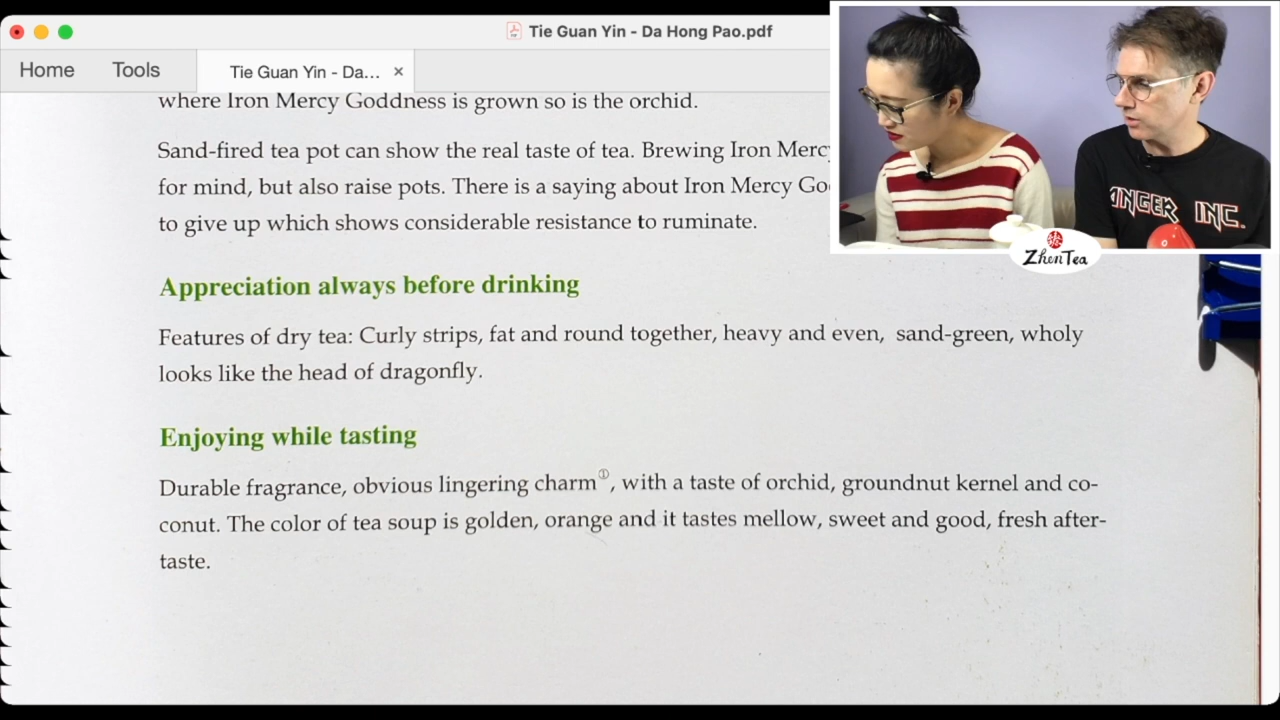 Tie Guan Yin - Da Hong Pao.pdf
Home Tools Tie Guan Yin - Da... ×
where Iron Mercy Goddness is grown so is the orchid.
Sand-fired tea pot can show the real taste of tea. Brewing Iron Mercy
for mind, but also raise pots. There is a saying about Iron Mercy Go
to give up which shows considerable resistance to ruminate.
Appreciation always before drinking
Features of dry tea: Curly strips, fat and round together, heavy and even, sand-green, wholy
looks like the head of dragonfly.
Enjoying while tasting
Durable fragrance, obvious lingering charm①, with a taste of orchid, groundnut kernel and co-
conut. The color of tea soup is golden, orange and it tastes mellow, sweet and good, fresh after-
taste.
ANGER INC.
ZhenTea